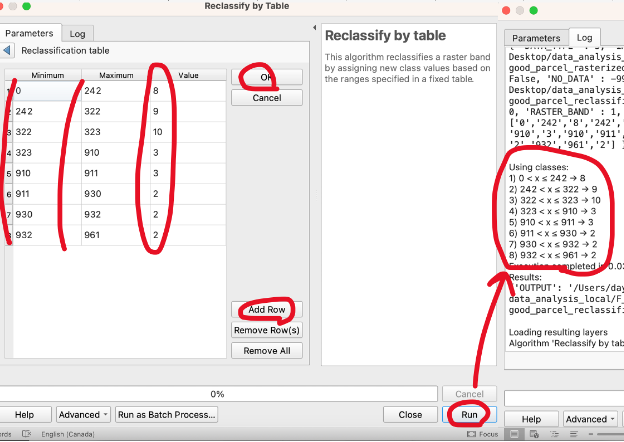 Reclassify by Table
Parameters
Log
Reclassification table
Minimum Maximum Value
1 0 242 8
2 242 322 9
3 322 323 10
4 323 910 3
5 910 911 3
6 911 930 2
7 930 932 2
8 932 961 2
OK
Cancel
Add Row
Remove Row(s)
Remove All
Reclassify by table
This algorithm reclassifies a raster band
by assigning new class values based on
the ranges specified in a fixed table.
0%
Cancel
Help
Advanced
Run as Batch Process...
Close
Run
English (Canada)
Focus
Parameters
Log
Desktop/data_analysis_
good_parcel_rasterized
False, 'NO_DATA' : -99
Desktop/data_analysis_
good_parcel_reclassifi
0, 'RASTER_BAND' : 1,
['0','242','8','242',
'910','3','910','911',
'2','932','961','2'] }
Using classes:
1) 0 < x ≤ 242 → 8
2) 242 < x ≤ 322 → 9
3) 322 < x ≤ 323 → 10
4) 323 < x ≤ 910 → 3
5) 910 < x ≤ 911 → 3
6) 911 < x ≤ 930 → 2
7) 930 < x ≤ 932 → 2
8) 932 < x ≤ 961 → 2
Execution completed in 0.03
Results:
'OUTPUT': '/Users/day
data_analysis_local/F_
good_parcel_reclassifi
Loading resulting layers
Algorithm 'Reclassify by tab
Help
Advanced